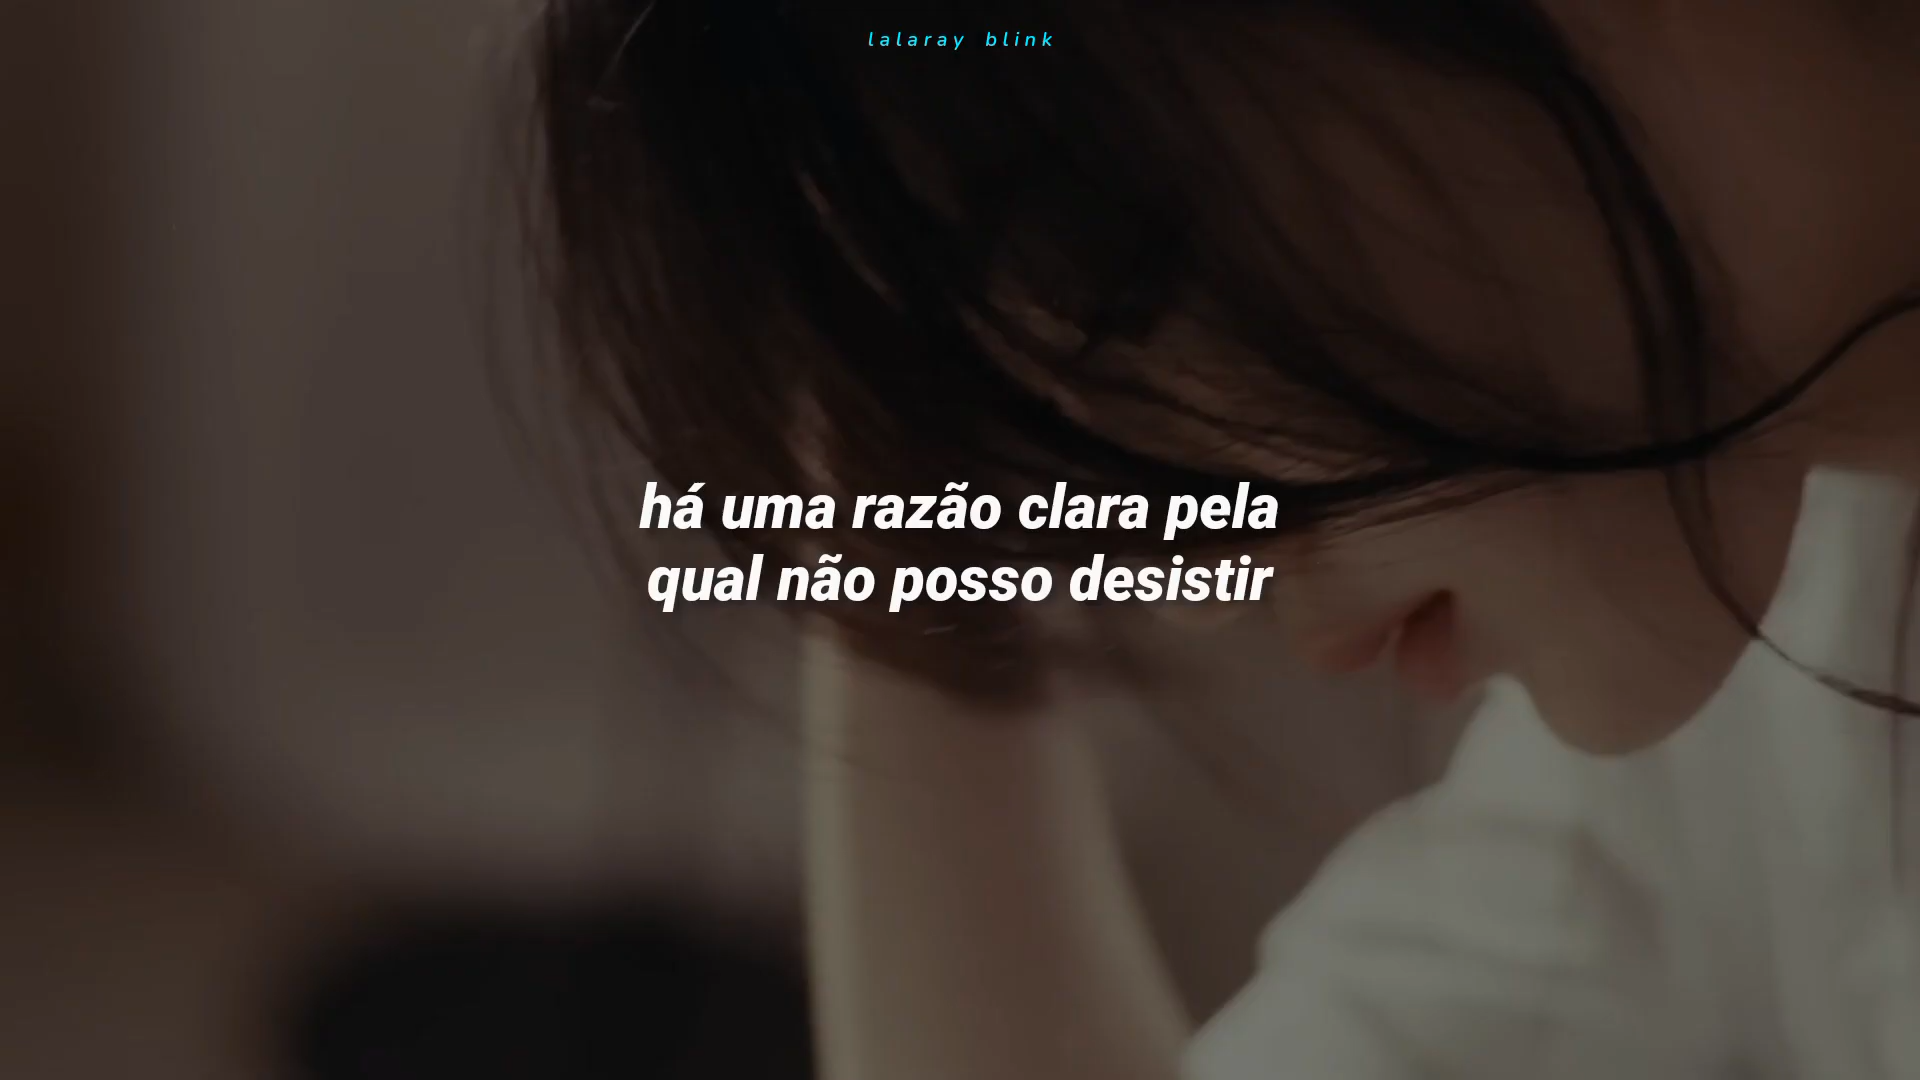 lalaray blink
há uma razão clara pela
qual não posso desistir